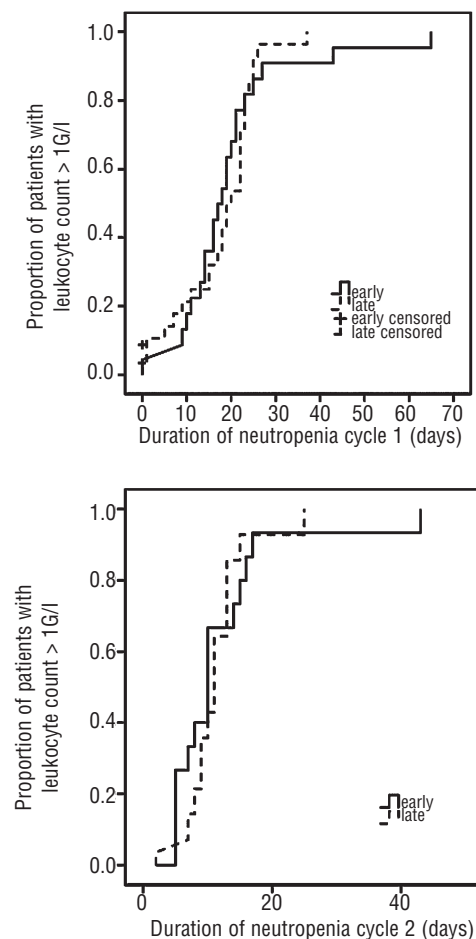 Proportion of patients with
leukocyte count > 1G/l
1.0
0.8
0.6
0.4
0.2
0.0
early
late
early censored
late censored
0 10 20 30 40 50 60 70
Duration of neutropenia cycle 1 (days)
Proportion of patients with
leukocyte count > 1G/l
1.0
0.8
0.6
0.4
0.2
0.0
early
late
0 20 40
Duration of neutropenia cycle 2 (days)